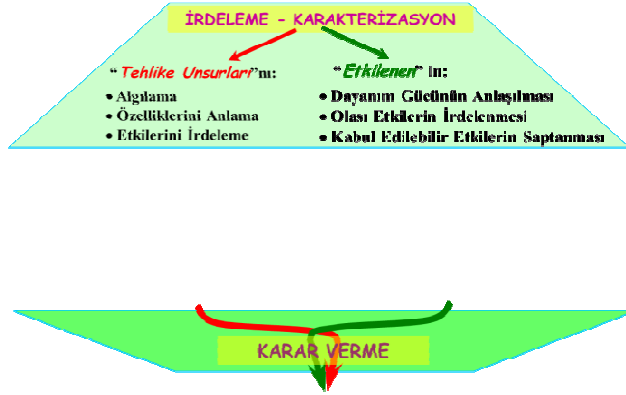 İRDELEME - KARAKTERİZASYON
“Tehlike Unsurları”nı:
• Algılama
• Özelliklerini Anlama
• Etkilerini İrdeleme
“Etkilenen” in:
• Dayanım Gücünün Anlaşılması
• Olası Etkilerin İrdelenmesi
• Kabul Edilebilir Etkilerin Saptanması
KARAR VERME